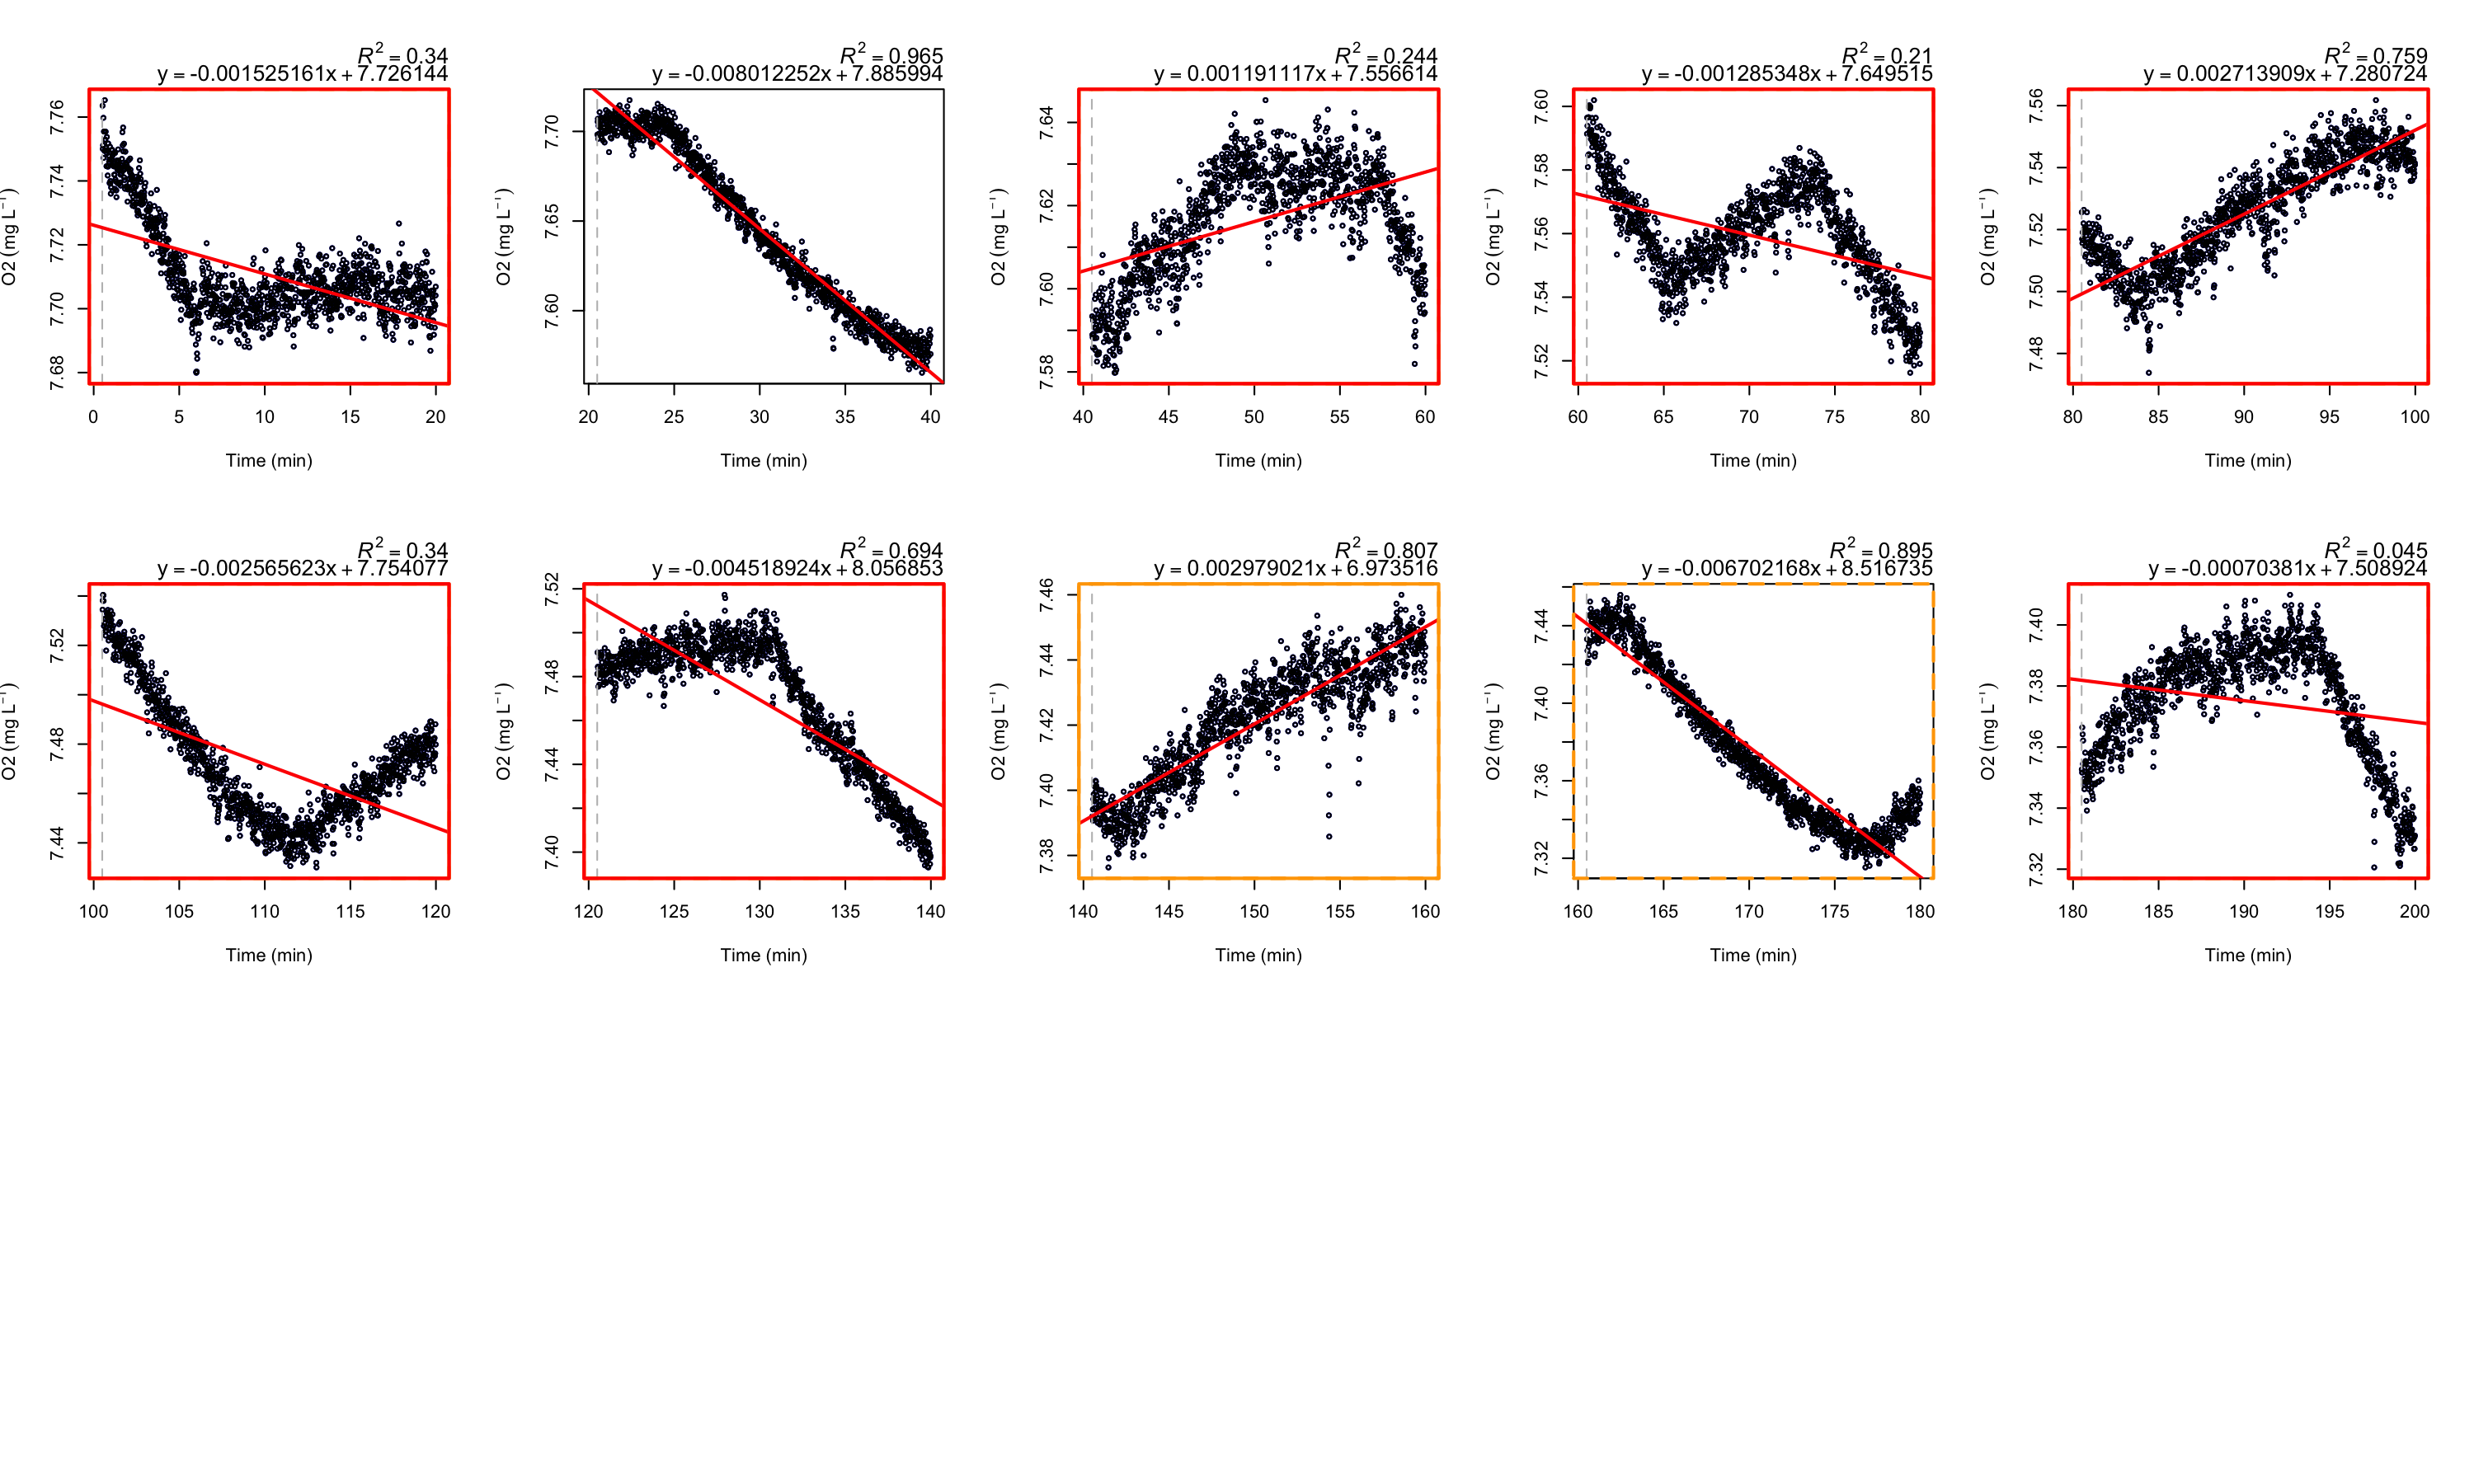 R² = 0.34
y = -0.001525161x + 7.726144
O2 (mg L⁻¹)
7.76
7.74
7.72
7.70
7.68
0 5 10 15 20
Time (min)
R² = 0.965
y = -0.008012252x + 7.885994
O2 (mg L⁻¹)
7.70
7.65
7.60
20 25 30 35 40
Time (min)
R² = 0.244
y = 0.001191117x + 7.556614
O2 (mg L⁻¹)
7.64
7.62
7.60
7.58
40 45 50 55 60
Time (min)
R² = 0.21
y = -0.001285348x + 7.649515
O2 (mg L⁻¹)
7.60
7.58
7.56
7.54
7.52
60 65 70 75 80
Time (min)
R² = 0.759
y = 0.002713909x + 7.280724
O2 (mg L⁻¹)
7.56
7.54
7.52
7.50
7.48
80 85 90 95 100
Time (min)
R² = 0.34
y = -0.002565623x + 7.754077
O2 (mg L⁻¹)
7.52
7.48
7.44
100 105 110 115 120
Time (min)
R² = 0.694
y = -0.004518924x + 8.056853
O2 (mg L⁻¹)
7.52
7.48
7.44
7.40
120 125 130 135 140
Time (min)
R² = 0.807
y = 0.002979021x + 6.973516
O2 (mg L⁻¹)
7.46
7.44
7.42
7.40
7.38
140 145 150 155 160
Time (min)
R² = 0.895
y = -0.006702168x + 8.516735
O2 (mg L⁻¹)
7.44
7.40
7.36
7.32
160 165 170 175 180
Time (min)
R² = 0.045
y = -0.00070381x + 7.508924
O2 (mg L⁻¹)
7.40
7.38
7.36
7.34
7.32
180 185 190 195 200
Time (min)